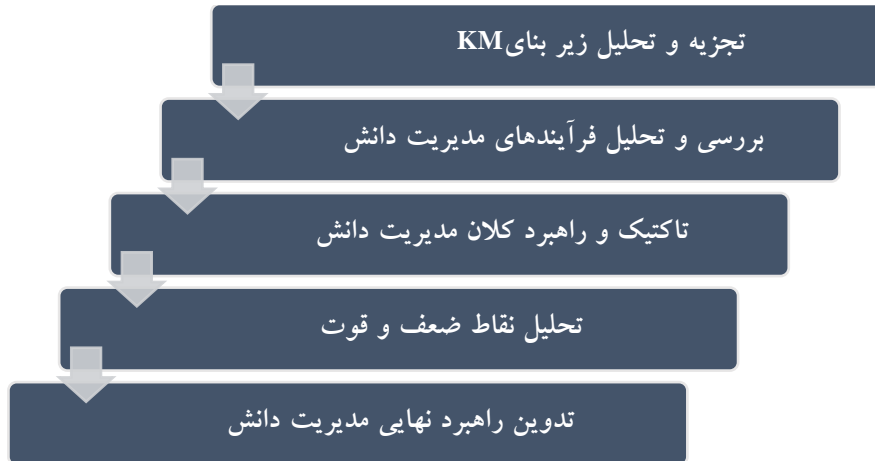 تجزیه و تحلیل زیر بنای KM
بررسی و تحلیل فرآیندهای مدیریت دانش
تاکتیک و راهبرد کلان مدیریت دانش
تحلیل نقاط ضعف و قوت
تدوین راهبرد نهایی مدیریت دانش